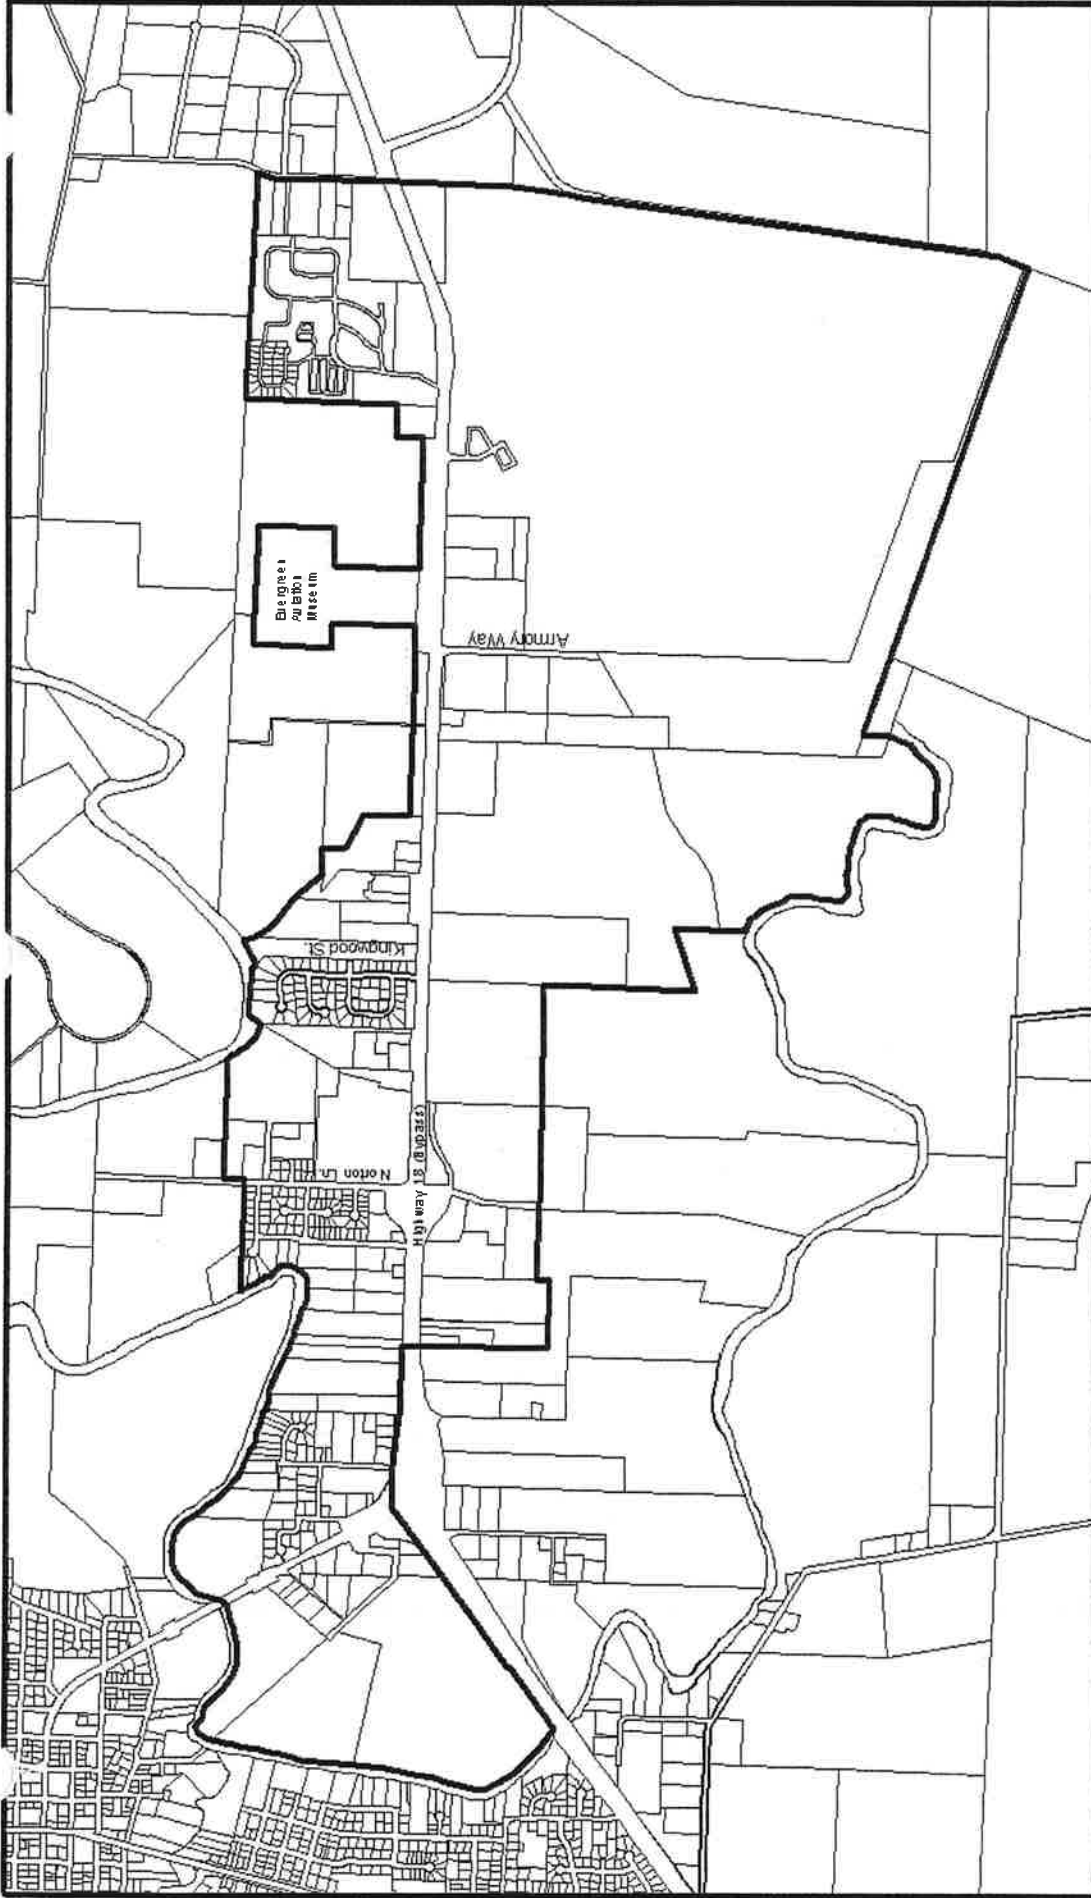 Evergreen
Aviation
Museum
Armory Way
Kingwood St.
Norton Ln.
Highway 18 (Bypass)